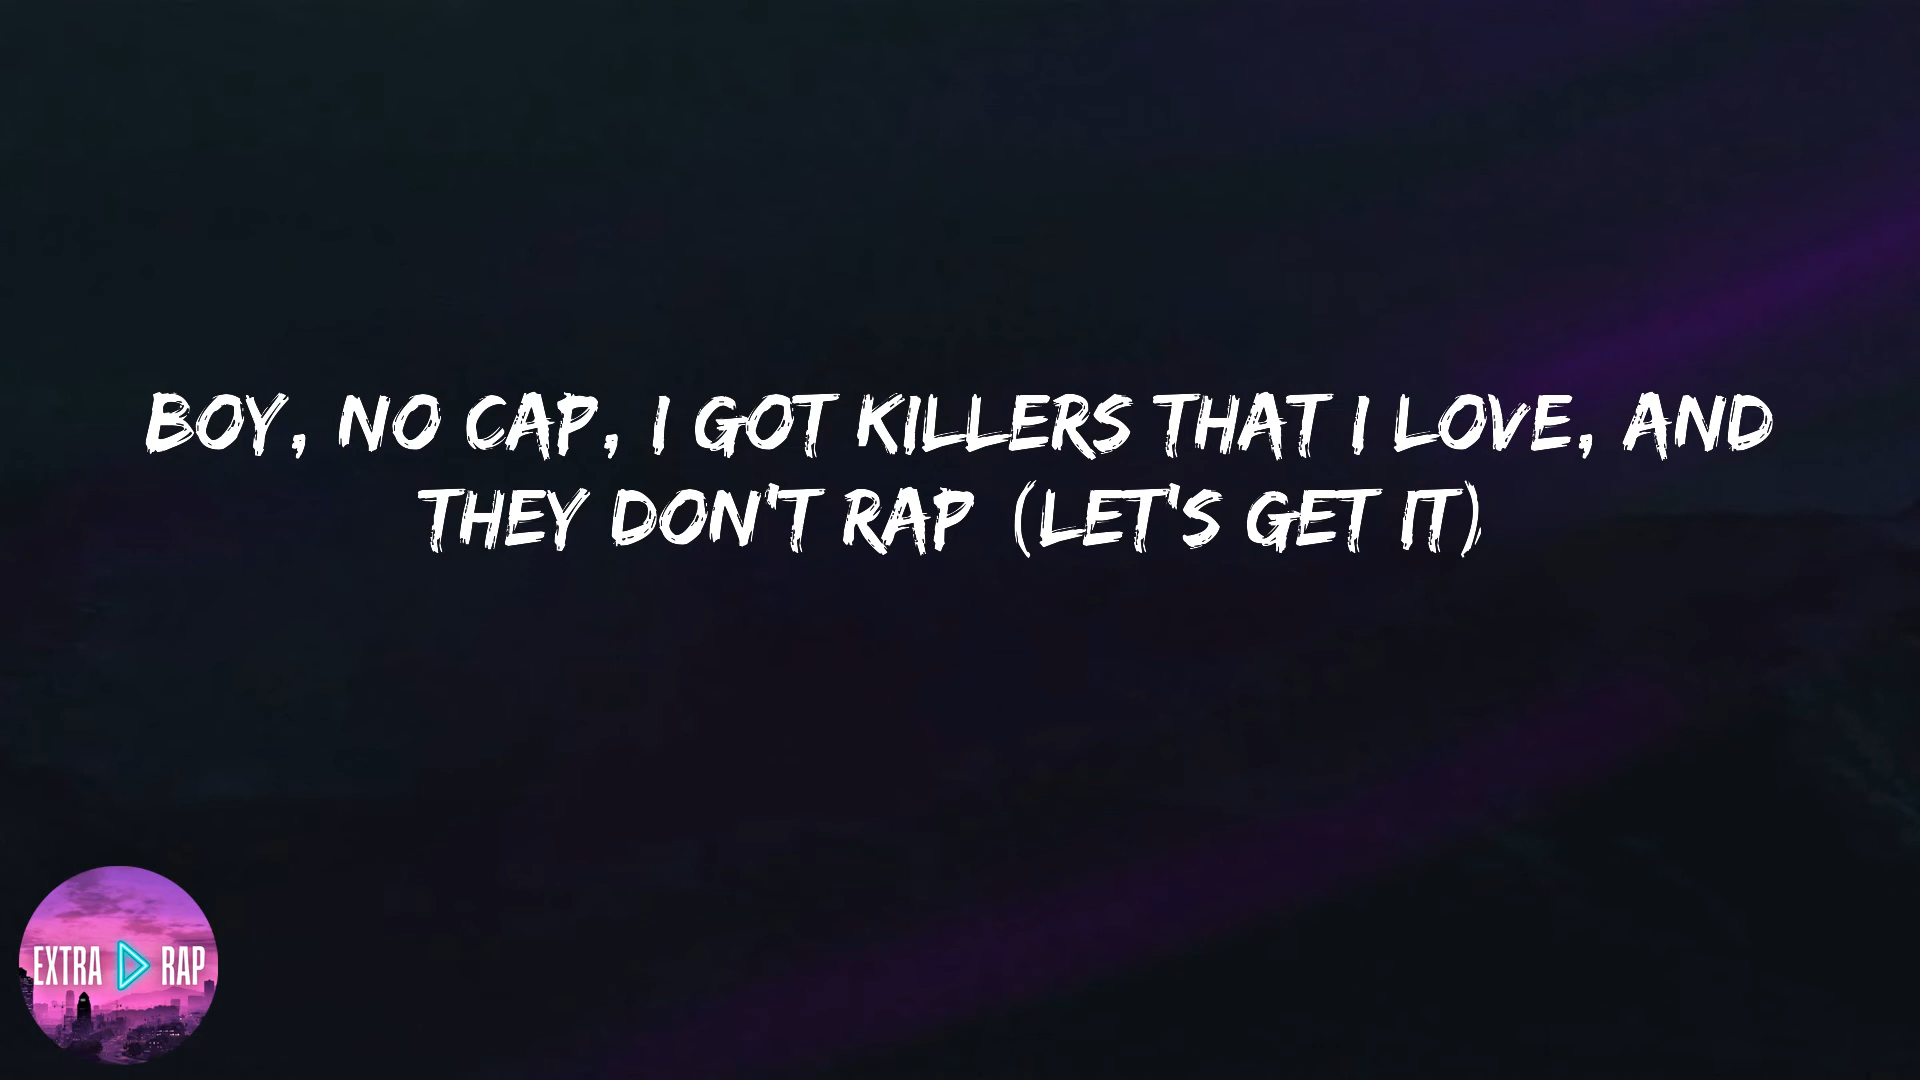 BOY, NO CAP, I GOT KILLERS THAT I LOVE, AND
THEY DON'T RAP (LET'S GET IT)
EXTRA RAP